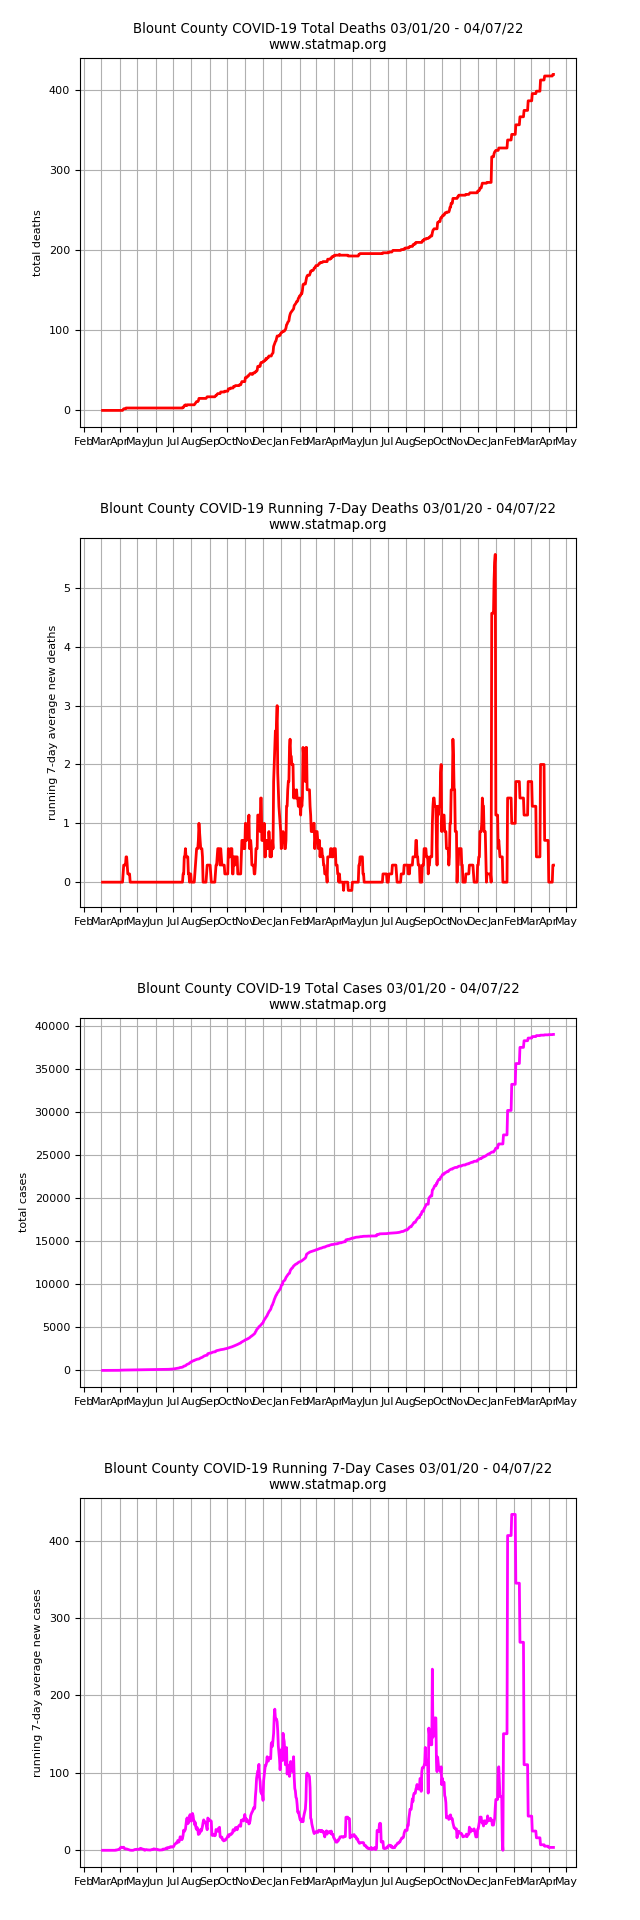 Blount County COVID-19 Total Deaths 03/01/20 - 04/07/22
www.statmap.org
400
300
200
100
0
total deaths
Feb Mar Apr May Jun Jul Aug Sep Oct Nov Dec Jan Feb Mar Apr May Jun Jul Aug Sep Oct Nov Dec Jan Feb Mar Apr May
Blount County COVID-19 Running 7-Day Deaths 03/01/20 - 04/07/22
www.statmap.org
5
4
3
2
1
0
running 7-day average new deaths
Feb Mar Apr May Jun Jul Aug Sep Oct Nov Dec Jan Feb Mar Apr May Jun Jul Aug Sep Oct Nov Dec Jan Feb Mar Apr May
Blount County COVID-19 Total Cases 03/01/20 - 04/07/22
www.statmap.org
40000
35000
30000
25000
20000
15000
10000
5000
0
total cases
Feb Mar Apr May Jun Jul Aug Sep Oct Nov Dec Jan Feb Mar Apr May Jun Jul Aug Sep Oct Nov Dec Jan Feb Mar Apr May
Blount County COVID-19 Running 7-Day Cases 03/01/20 - 04/07/22
www.statmap.org
400
300
200
100
0
running 7-day average new cases
Feb Mar Apr May Jun Jul Aug Sep Oct Nov Dec Jan Feb Mar Apr May Jun Jul Aug Sep Oct Nov Dec Jan Feb Mar Apr May